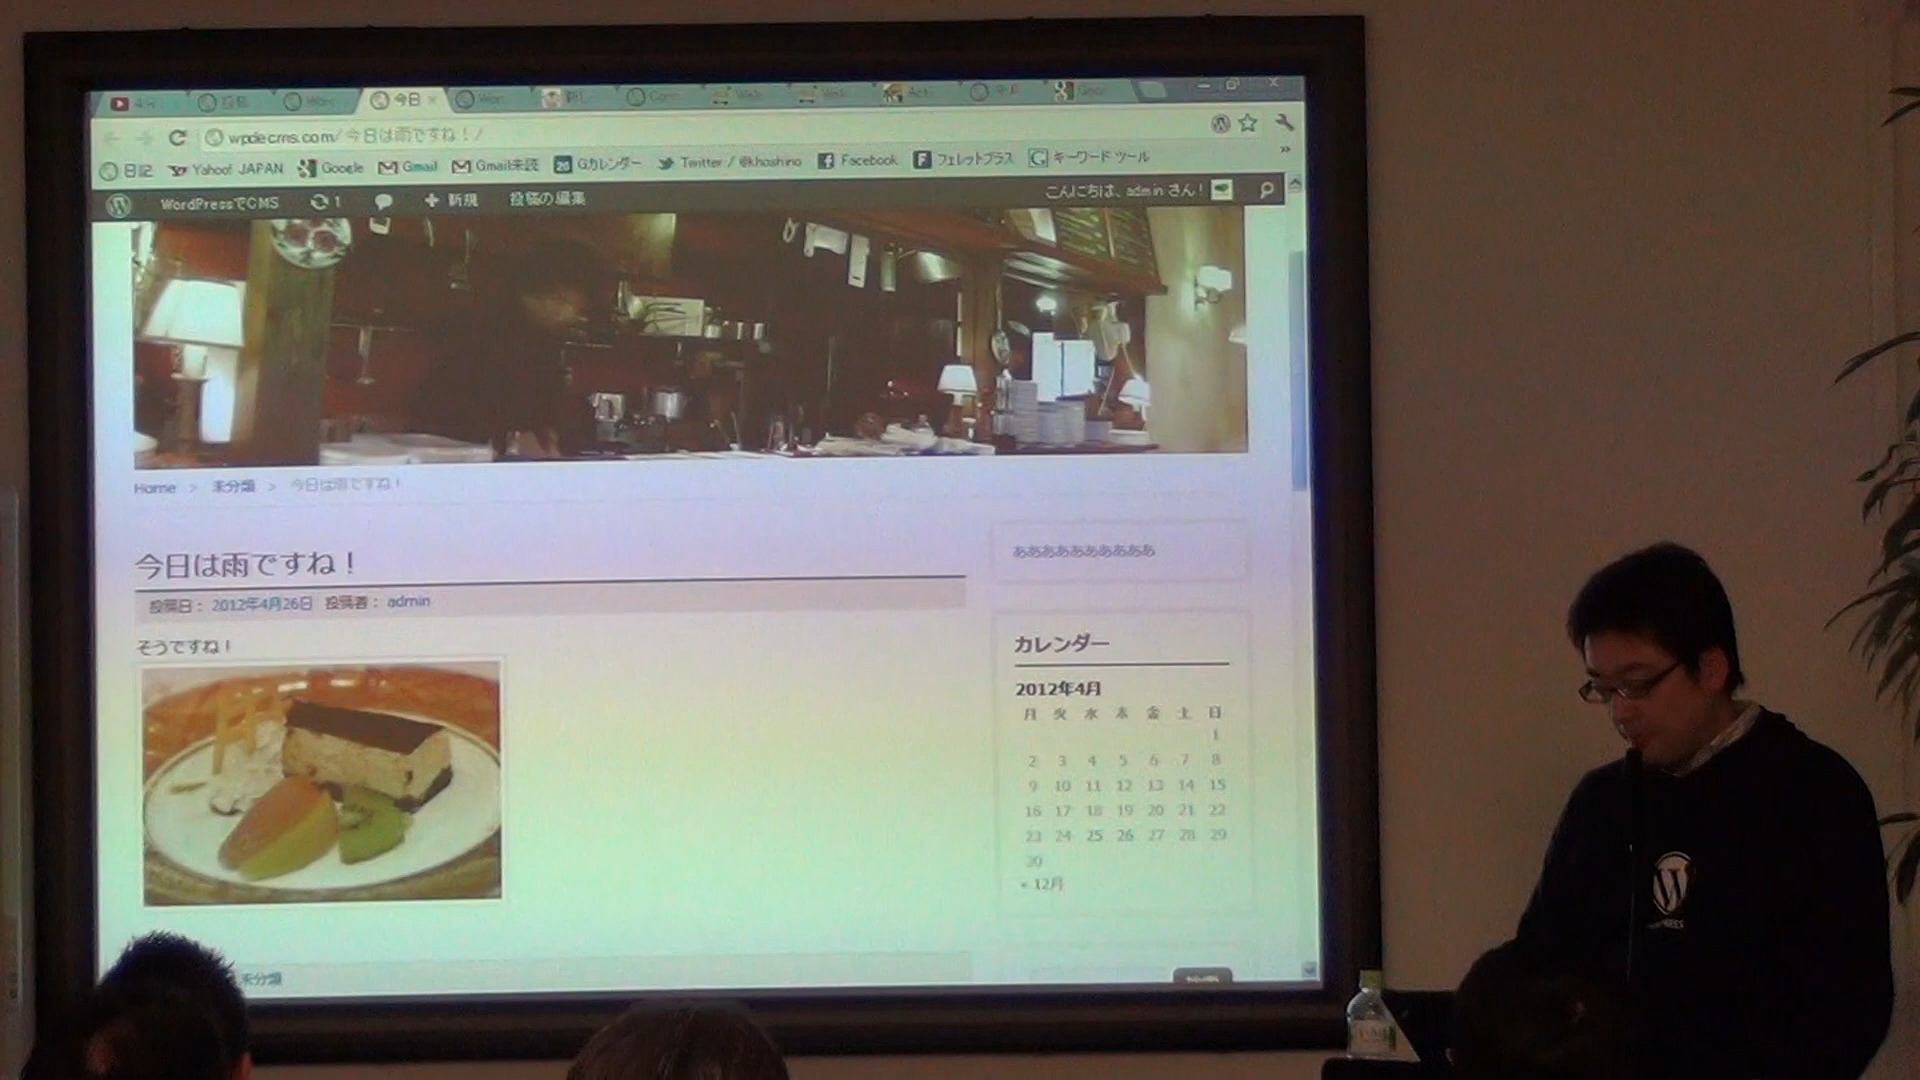 今日
wpdecms.com/今日は雨ですね！/
日記 Yahoo! JAPAN Google Gmail Gmail未読 Gカレンダー Twitter / @khoshino Facebook フェレットプラス キーワード ツール
WordPressでCMS 1 新規 投稿の編集 こんにちは、admin さん！
Home > 未分類 > 今日は雨ですね！
今日は雨ですね！
投稿日： 2012年4月26日 投稿者： admin
そうですね！
未分類
ああああああああああ
カレンダー
2012年4月
月 火 水 木 金 土 日
1
2 3 4 5 6 7 8
9 10 11 12 13 14 15
16 17 18 19 20 21 22
23 24 25 26 27 28 29
30
« 12月